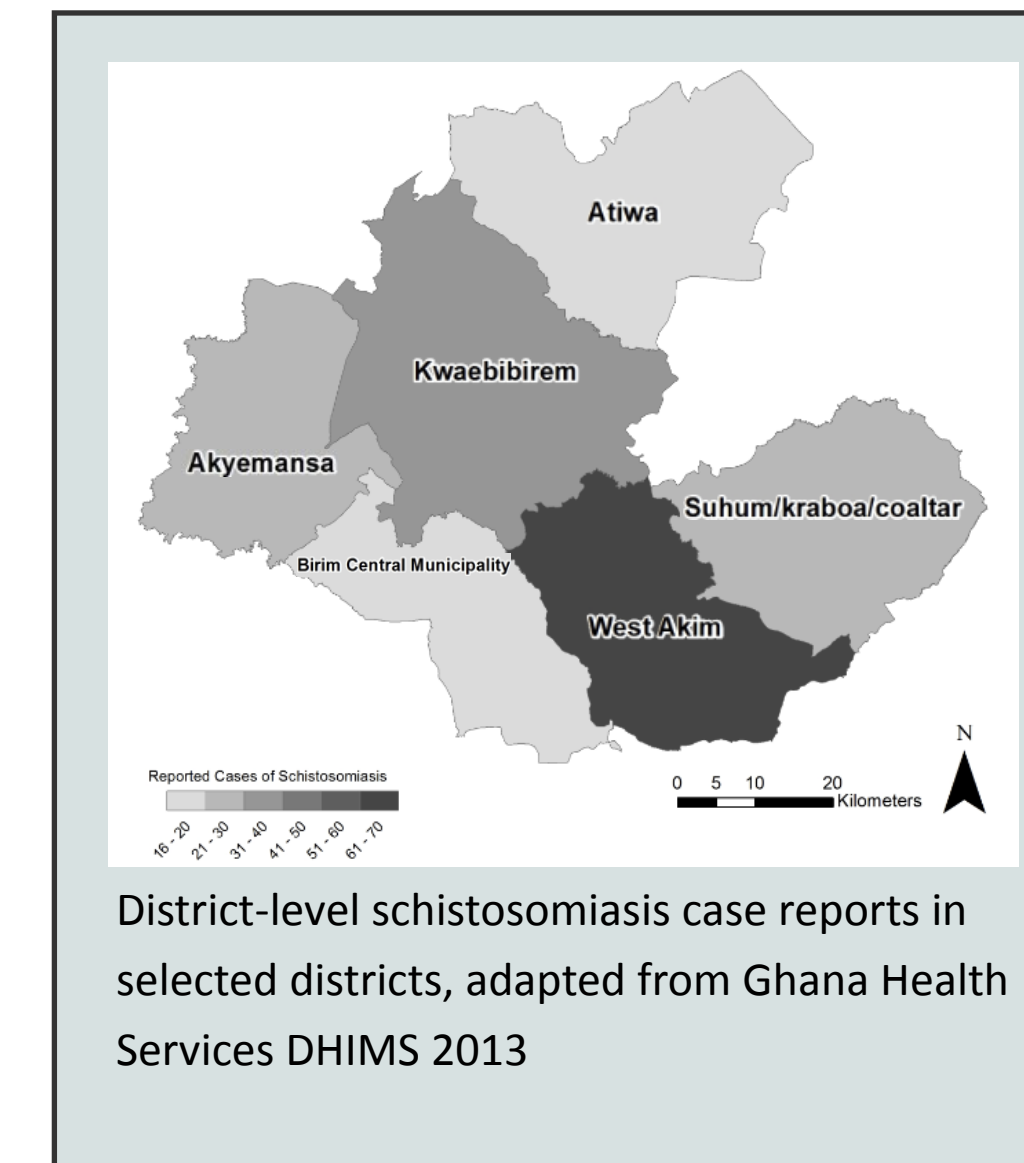 Atiwa
Kwaebibirem
Akyemansa
Suhum/kraboa/coaltar
Birim Central Municipality
West Akim
N
Reported Cases of Schistosomiasis
16 - 20
21 - 30
31 - 40
41 - 50
51 - 60
61 - 70
0 5 10 20
Kilometers
District-level schistosomiasis case reports in
selected districts, adapted from Ghana Health
Services DHIMS 2013